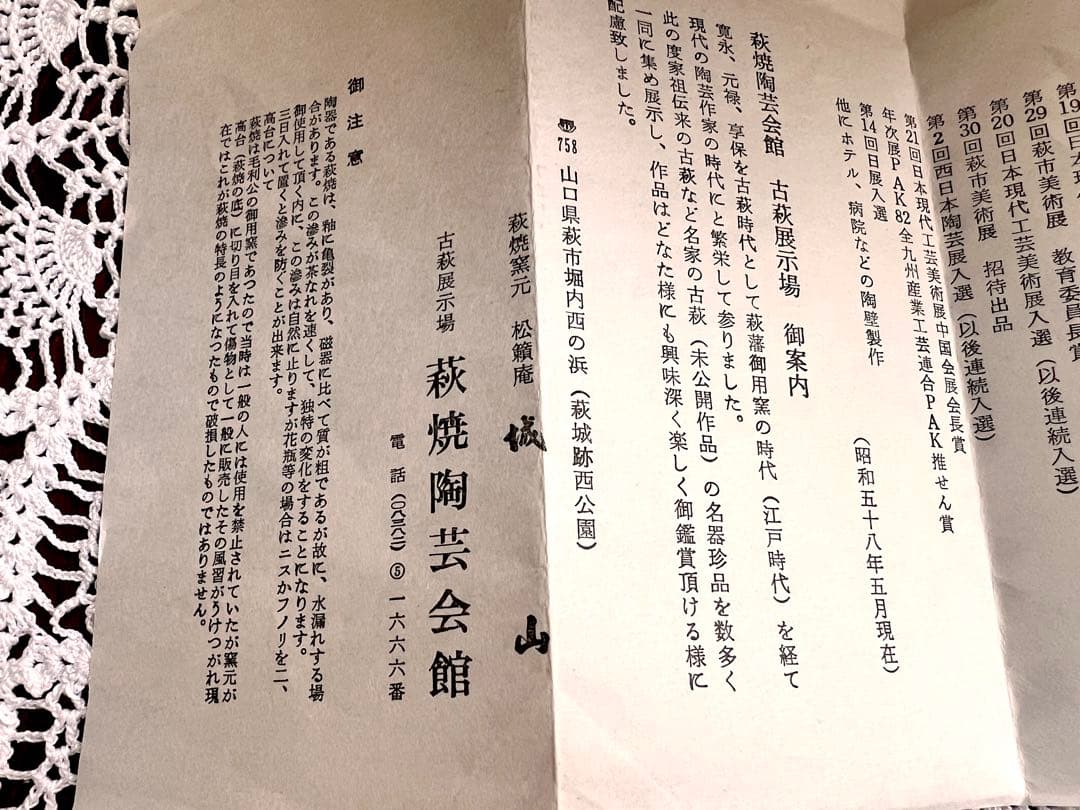 第19回日本現
第29回萩市美術展　教育委員長賞
第20回日本現代工芸美術展入選（以後連続入選）
第30回萩市美術展　招待出品
第2回西日本陶芸展入選（以後連続入選）
第21回日本現代工芸美術展中国会展会長賞
年次展PAK82全九州産業工芸連合PAK推せん賞
第14回日展入選
他にホテル、病院などの陶壁製作
（昭和五十八年五月現在）
萩焼陶芸会館　古萩展示場　御案内
寛永、元禄、享保を古萩時代として萩藩御用窯の時代（江戸時代）を経て
現代の陶芸作家の時代にと繁栄して参りました。
此の度家祖伝来の古萩など名家の古萩（未公開作品）の名器珍品を数多く
一同に集め展示し、作品はどなた様にも興味深く楽しく御鑑賞頂ける様に
配慮致しました。
758 山口県萩市堀内西の浜（萩城跡西公園）
萩焼窯元　松籟庵　城山
古萩展示場　萩焼陶芸会館
電話（〇八三八二）⑤一六六六番
御注意
陶器である萩焼は、釉に亀裂があり、磁器に比べて質が粗であるが故に、水漏れする場
合があります。この滲みが茶なれを速くして、独特の変化をすることになります。
御使用して頂く内に、この滲みは自然に止りますが花瓶等の場合はニスかフノリを二、
三日入れて置くと滲みを防ぐことが出来ます。
高台について
萩焼は毛利公の御用窯であつたので当時は一般の人には使用を禁止されていたが窯元が
高台（萩焼の底）に切り目を入れて傷物として一般に販売したその風習がうけつがれ現
在ではこれが萩焼の特長のようになつたもので破損したものではありません。